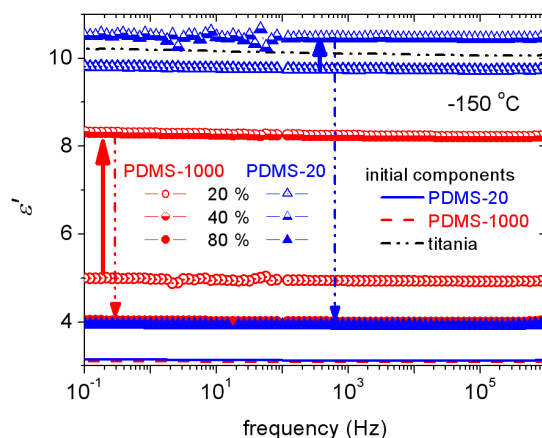 10
8
6
4
ε'
-150 °C
PDMS-1000 PDMS-20
20 %
40 %
80 %
initial components
PDMS-20
PDMS-1000
titania
10⁻¹ 10¹ 10³ 10⁵
frequency (Hz)